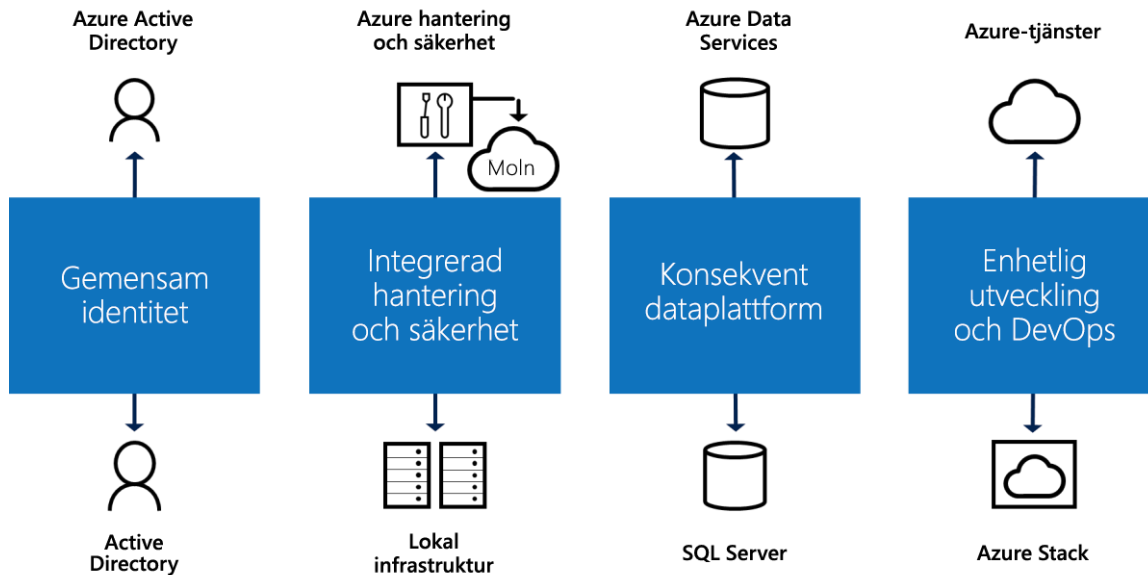 Azure Active
Directory
Azure hantering
och säkerhet
Azure Data
Services
Azure-tjänster
Moln
Gemensam
identitet
Integrerad
hantering
och säkerhet
Konsekvent
dataplattform
Enhetlig
utveckling
och DevOps
Active
Directory
Lokal
infrastruktur
SQL Server
Azure Stack